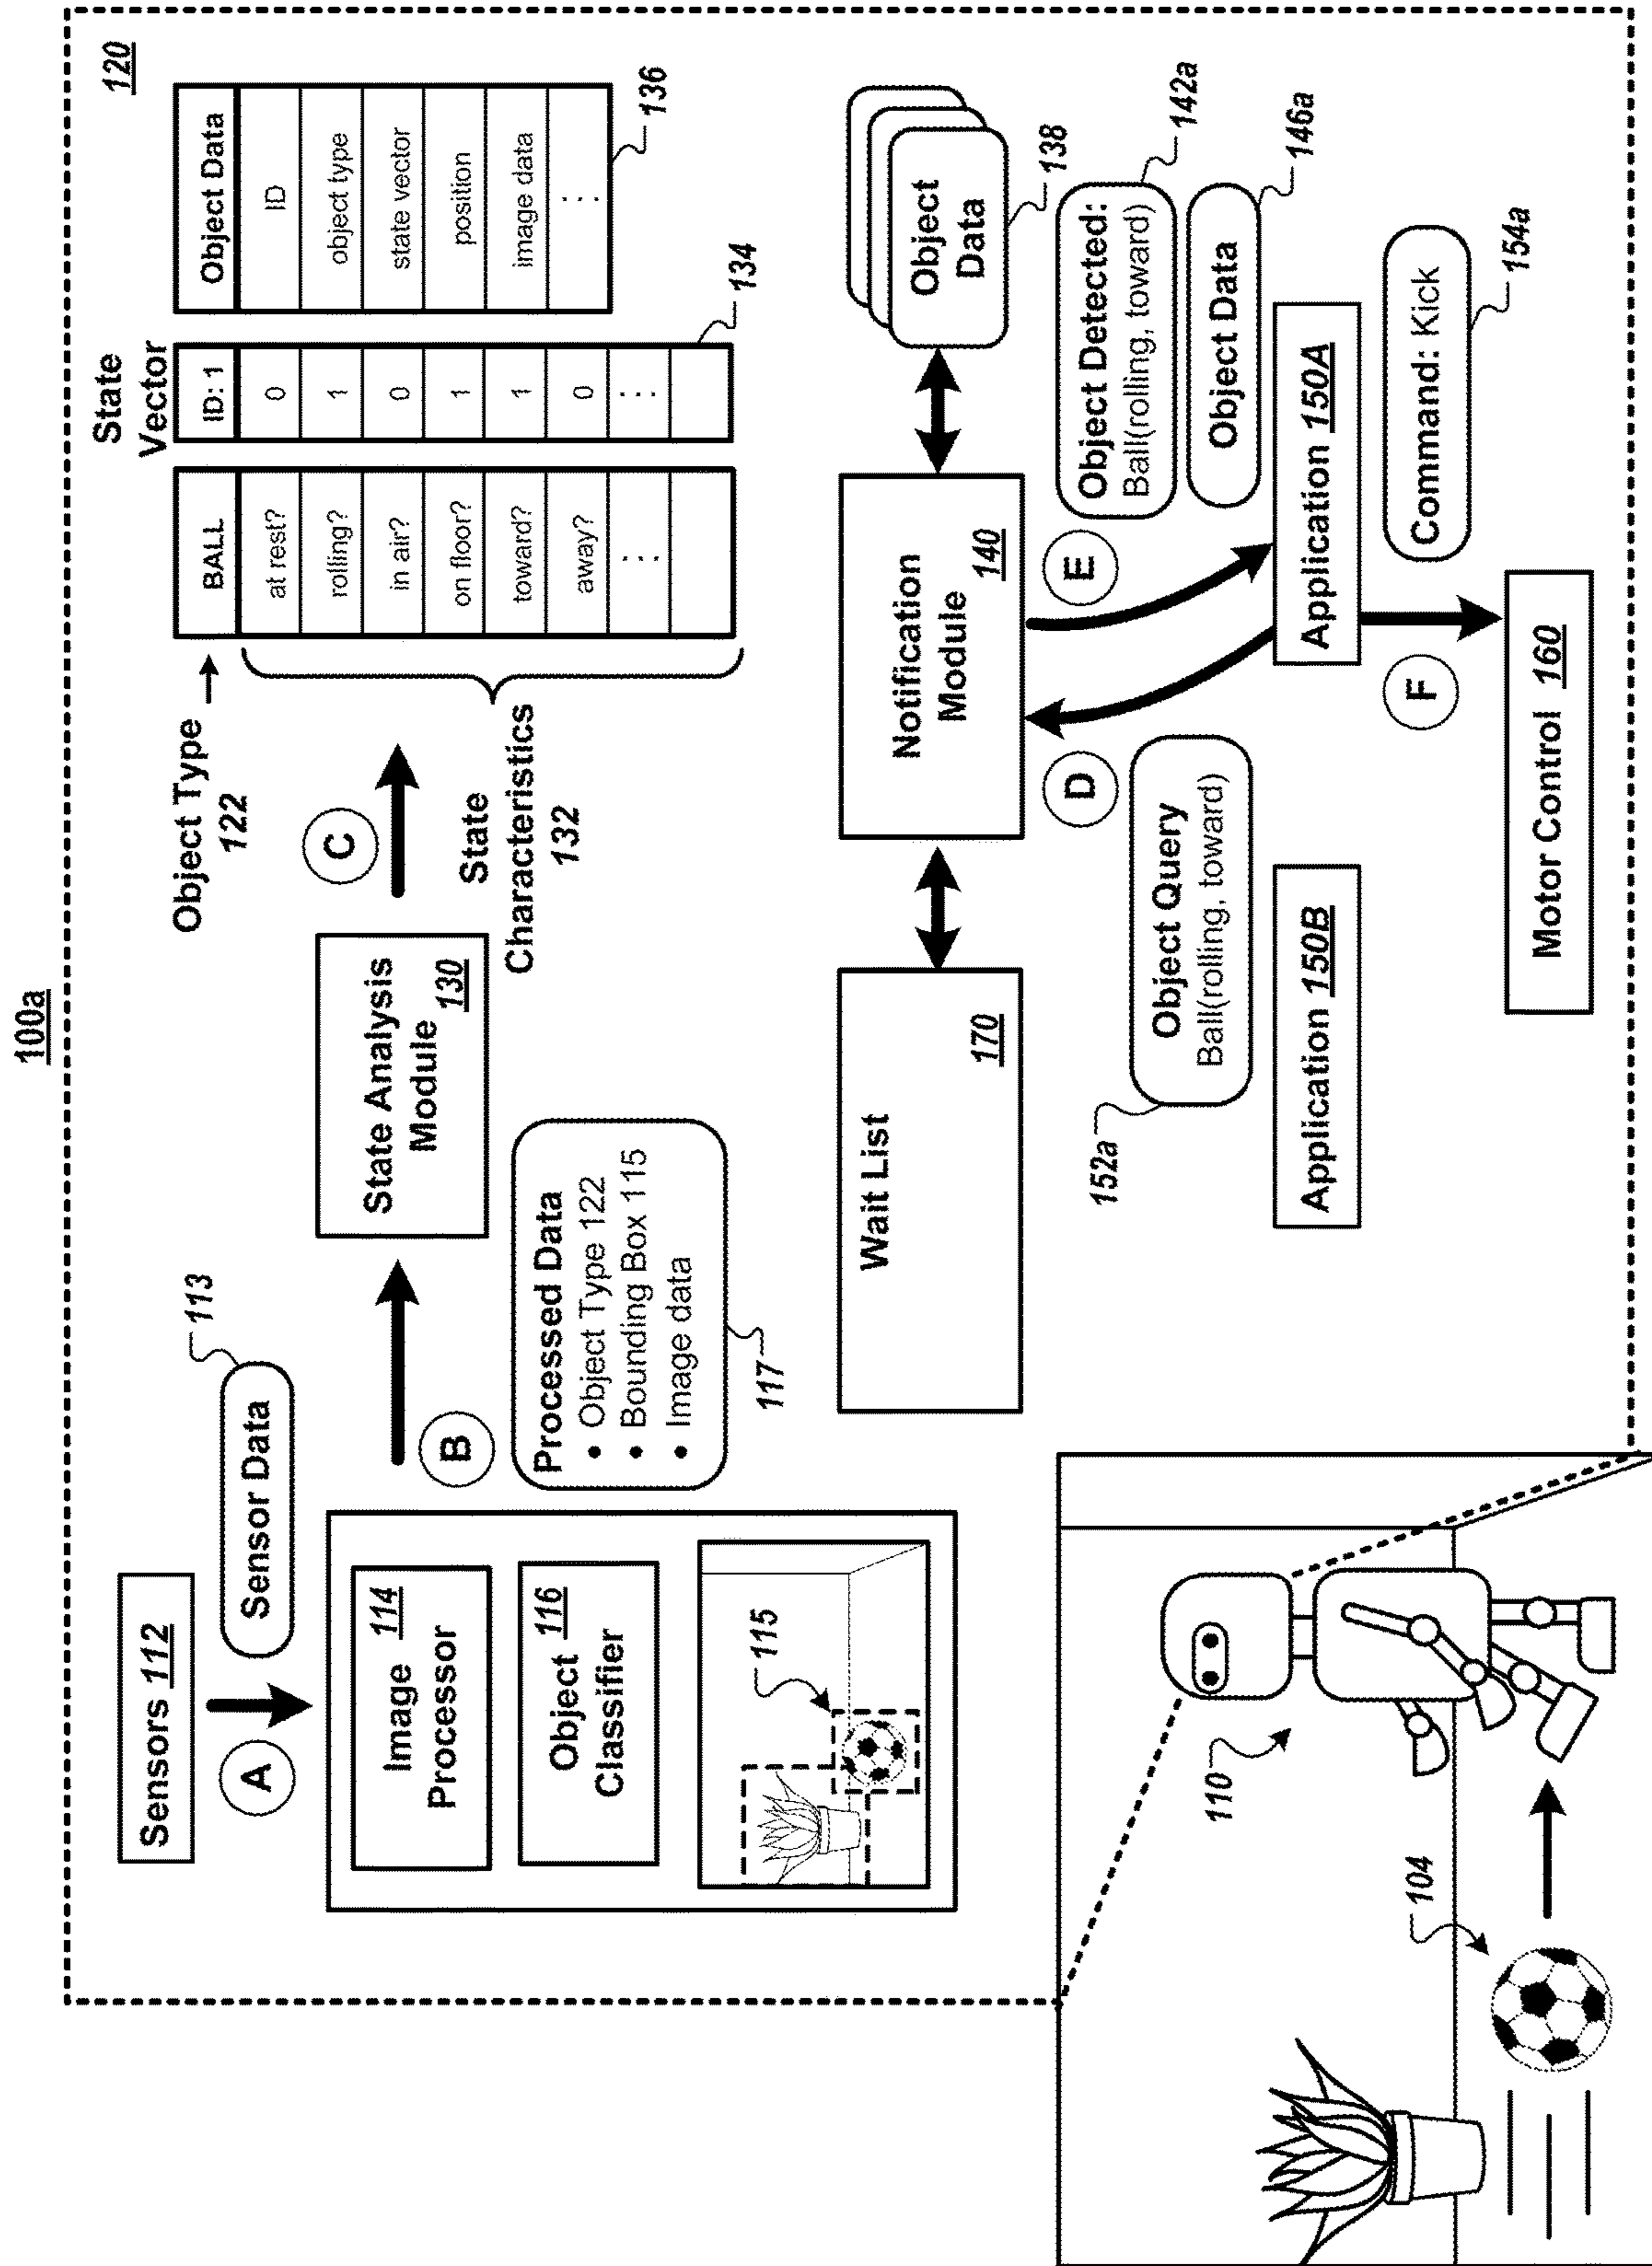 100a
120
Sensors 112
A
Sensor Data
113
Image
Processor
114
Object
Classifier
116
115
B
Processed Data
• Object Type 122
• Bounding Box 115
• Image data
117
State Analysis
Module
130
C
Object Type
122
State
Characteristics
132
BALL
at rest?
rolling?
in air?
on floor?
toward?
away?
⋮
State
Vector
ID: 1
0
1
0
1
1
0
⋮
134
Object Data
ID
object type
state vector
position
image data
⋮
136
Wait List
170
Notification
Module
140
Object
Data
138
D
Object Query
Ball(rolling, toward)
152a
E
Object Detected:
Ball(rolling, toward)
142a
Object Data
146a
Application 150B
Application 150A
F
Command: Kick
154a
Motor Control 160
110
104